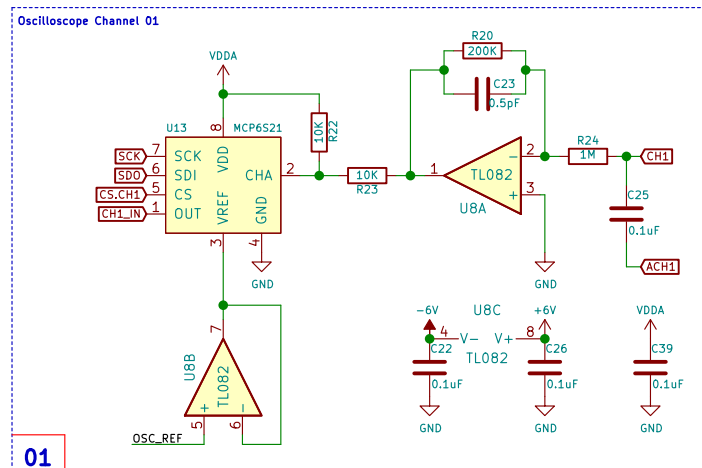 Oscilloscope Channel 01
R20
200K
C23
0.5pF
VDDA
U13
MCP6S21
8
VDD
10K
R22
SCK
7
SCK
SDO
6
SDI
CS.CH1
5
CS
CH1_IN
1
OUT
CHA
2
VREF
3
GND
4
GND
10K
R23
1
2
-
TL082
+
3
U8A
GND
R24
1M
CH1
C25
0.1uF
ACH1
7
U8B
TL082
5
+
6
-
OSC_REF
-6V
U8C
+6V
4
V-
V+
8
TL082
C22
0.1uF
GND
C26
0.1uF
GND
VDDA
C39
0.1uF
GND
01